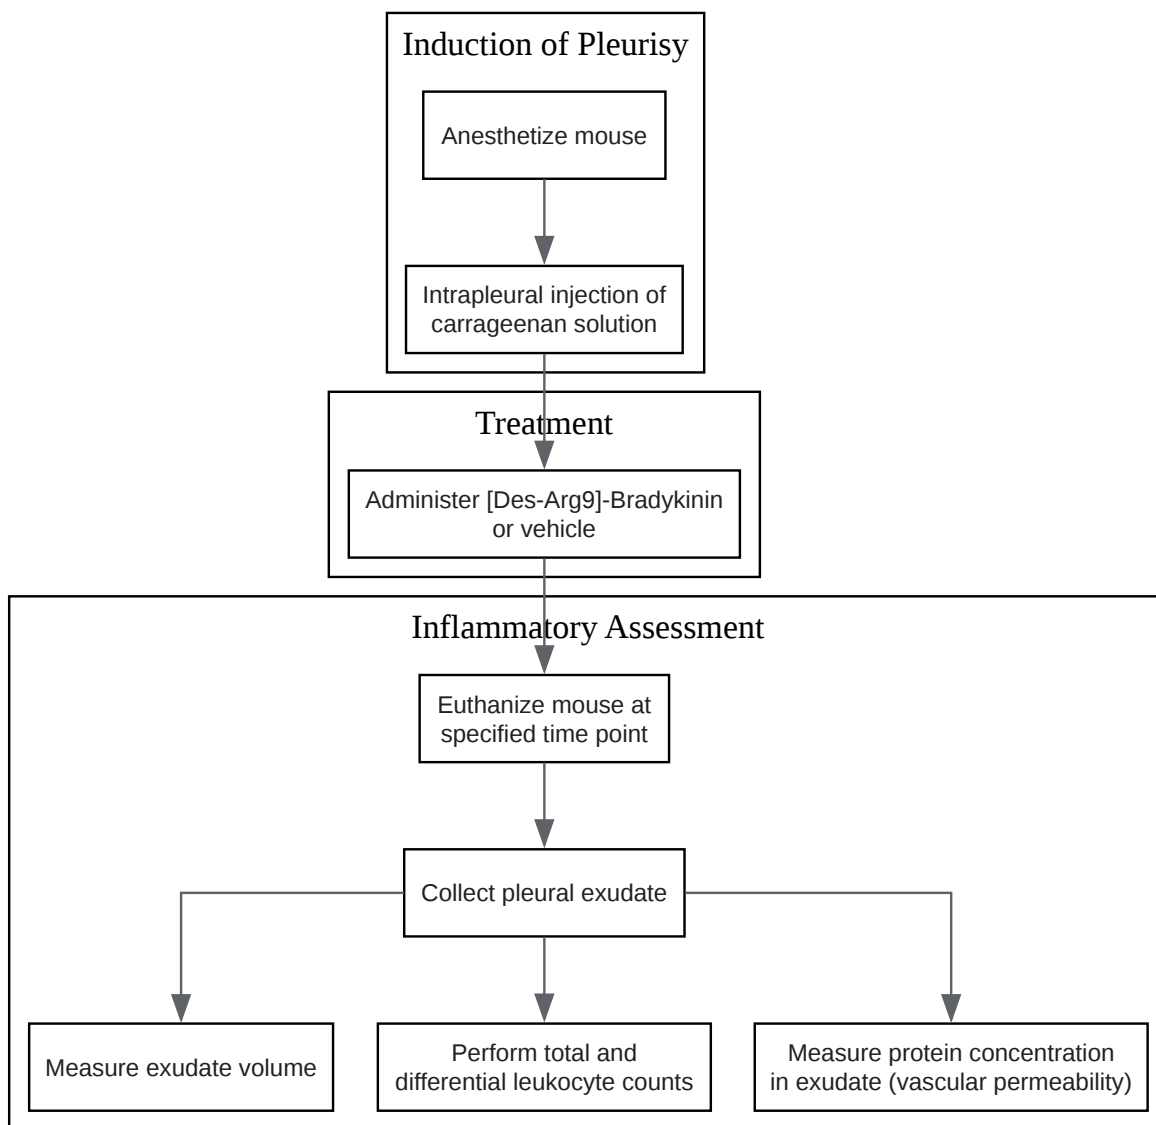 Induction of Pleurisy
Anesthetize mouse
Intrapleural injection of
carrageenan solution
Treatment
Administer [Des-Arg9]-Bradykinin
or vehicle
Inflammatory Assessment
Euthanize mouse at
specified time point
Collect pleural exudate
Measure exudate volume
Perform total and
differential leukocyte counts
Measure protein concentration
in exudate (vascular permeability)